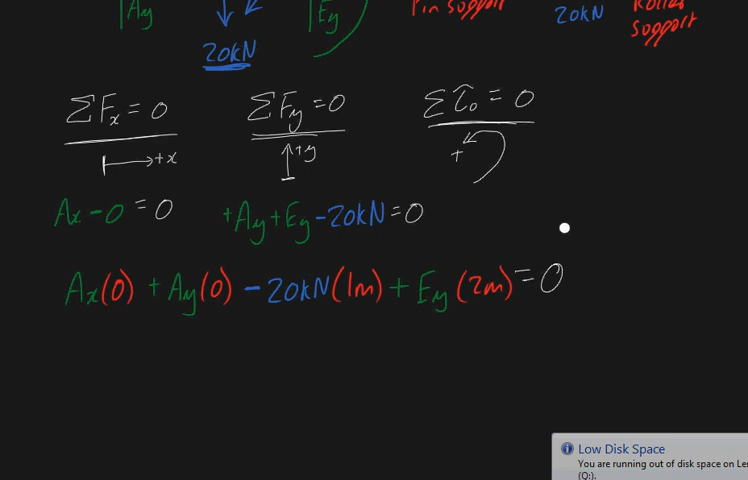 Ay Ey Pin support 20kN Roller
20kN support
ΣFx = 0 ΣFy = 0 Στo = 0
+x +y +
Ax - 0 = 0 +Ay + Ey - 20kN = 0
Ax(0) + Ay(0) - 20kN(1m) + Ey(2m) = 0
Low Disk Space
You are running out of disk space on Le
(Q:).